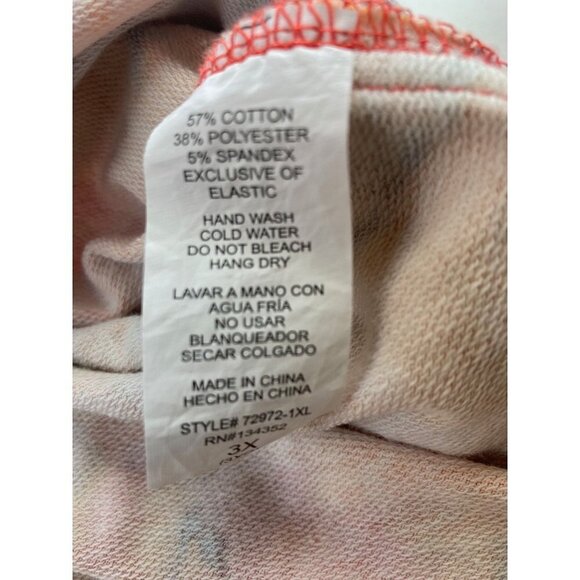 57% COTTON
38% POLYESTER
5% SPANDEX
EXCLUSIVE OF
ELASTIC
HAND WASH
COLD WATER
DO NOT BLEACH
HANG DRY
LAVAR A MANO CON
AGUA FRÍA
NO USAR
BLANQUEADOR
SECAR COLGADO
MADE IN CHINA
HECHO EN CHINA
STYLE# 72972-1XL
RN#134352
3X